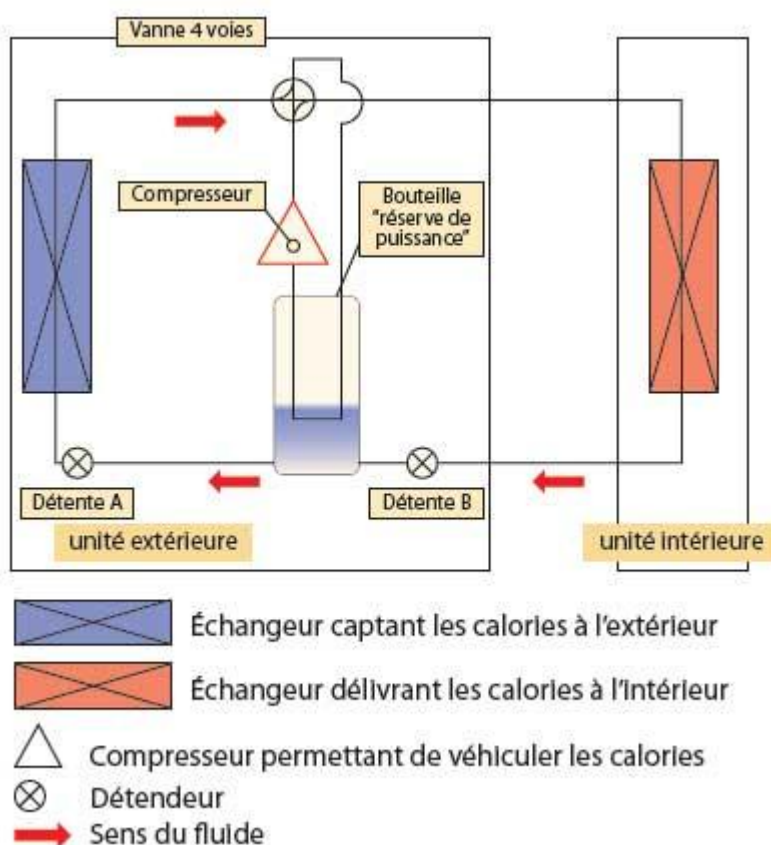 Vanne 4 voies
Compresseur
Bouteille
"réserve de
puissance"
Détente A
Détente B
unité extérieure
unité intérieure
Échangeur captant les calories à l'extérieur
Échangeur délivrant les calories à l'intérieur
Compresseur permettant de véhiculer les calories
Détendeur
Sens du fluide